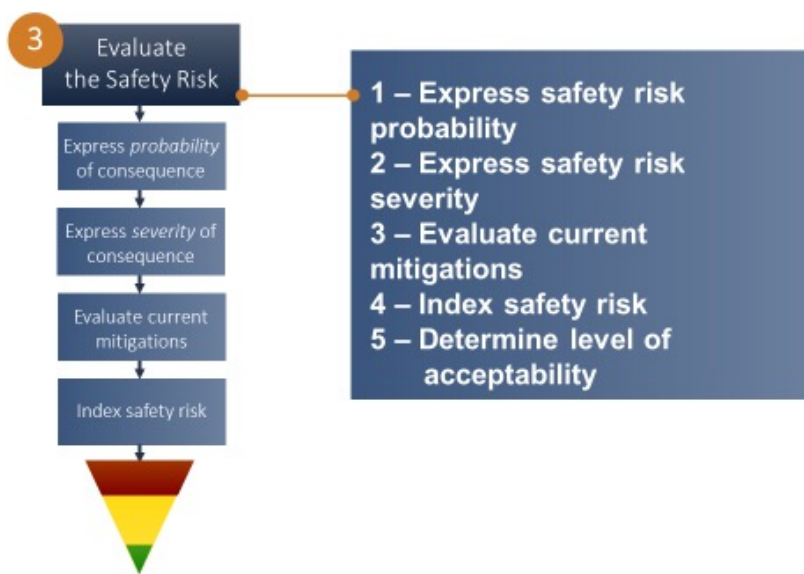 3
Evaluate
the Safety Risk
Express probability
of consequence
Express severity of
consequence
Evaluate current
mitigations
Index safety risk
1 – Express safety risk
probability
2 – Express safety risk
severity
3 – Evaluate current
mitigations
4 – Index safety risk
5 – Determine level of
acceptability